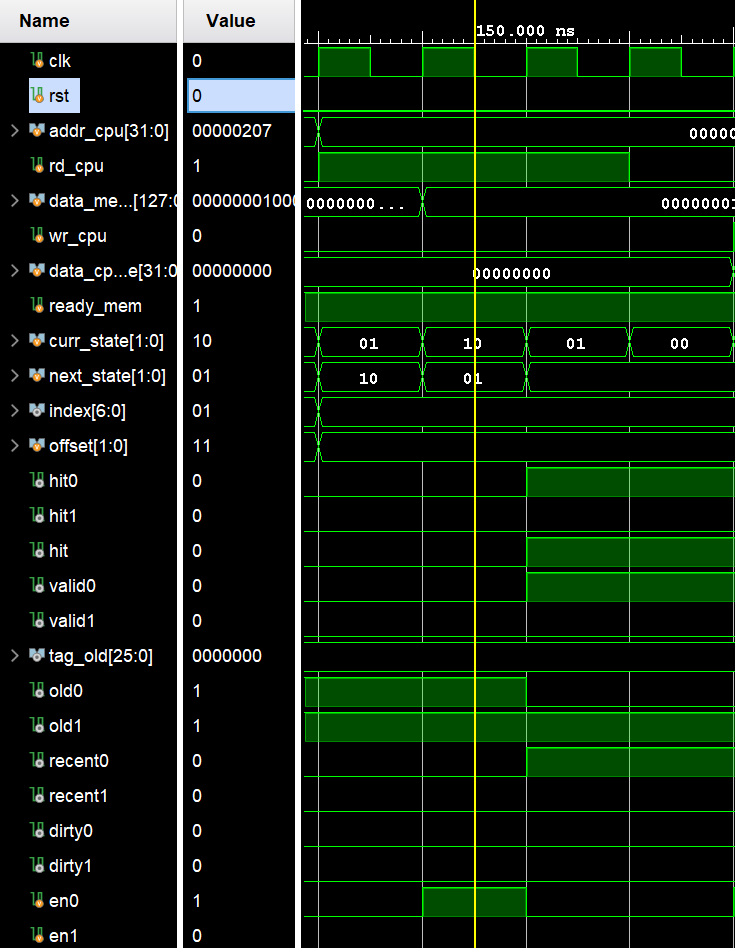 Name Value
150.000 ns
clk 0
rst 0
addr_cpu[31:0] 00000207 00000
rd_cpu 1
data_me...[127:0 00000001000 0000000... 00000001
wr_cpu 0
data_cp...e[31:0 00000000 00000000
ready_mem 1
curr_state[1:0] 10 01 10 01 00
next_state[1:0] 01 10 01
index[6:0] 01
offset[1:0] 11
hit0 0
hit1 0
hit 0
valid0 0
valid1 0
tag_old[25:0] 0000000
old0 1
old1 1
recent0 0
recent1 0
dirty0 0
dirty1 0
en0 1
en1 0